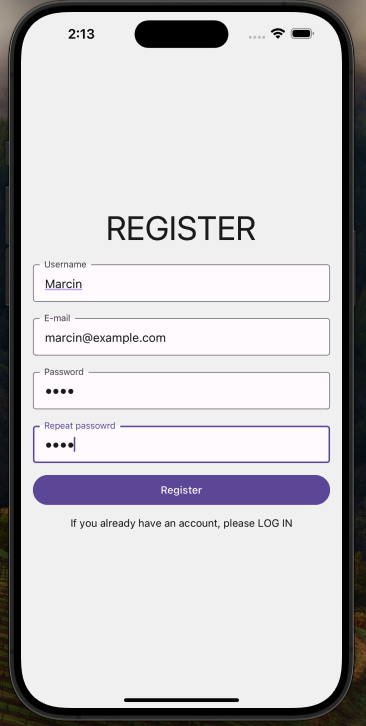 2:13
REGISTER
Username
Marcin
E-mail
marcin@example.com
Password
••••
Repeat passowrd
••••
Register
If you already have an account, please LOG IN